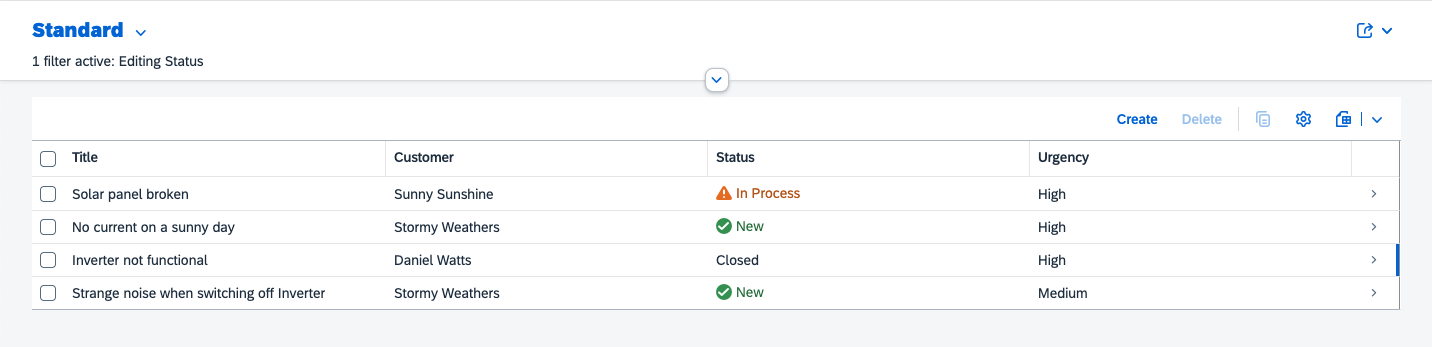 Standard
1 filter active: Editing Status
Create Delete
Title Customer Status Urgency
Solar panel broken Sunny Sunshine In Process High
No current on a sunny day Stormy Weathers New High
Inverter not functional Daniel Watts Closed High
Strange noise when switching off Inverter Stormy Weathers New Medium